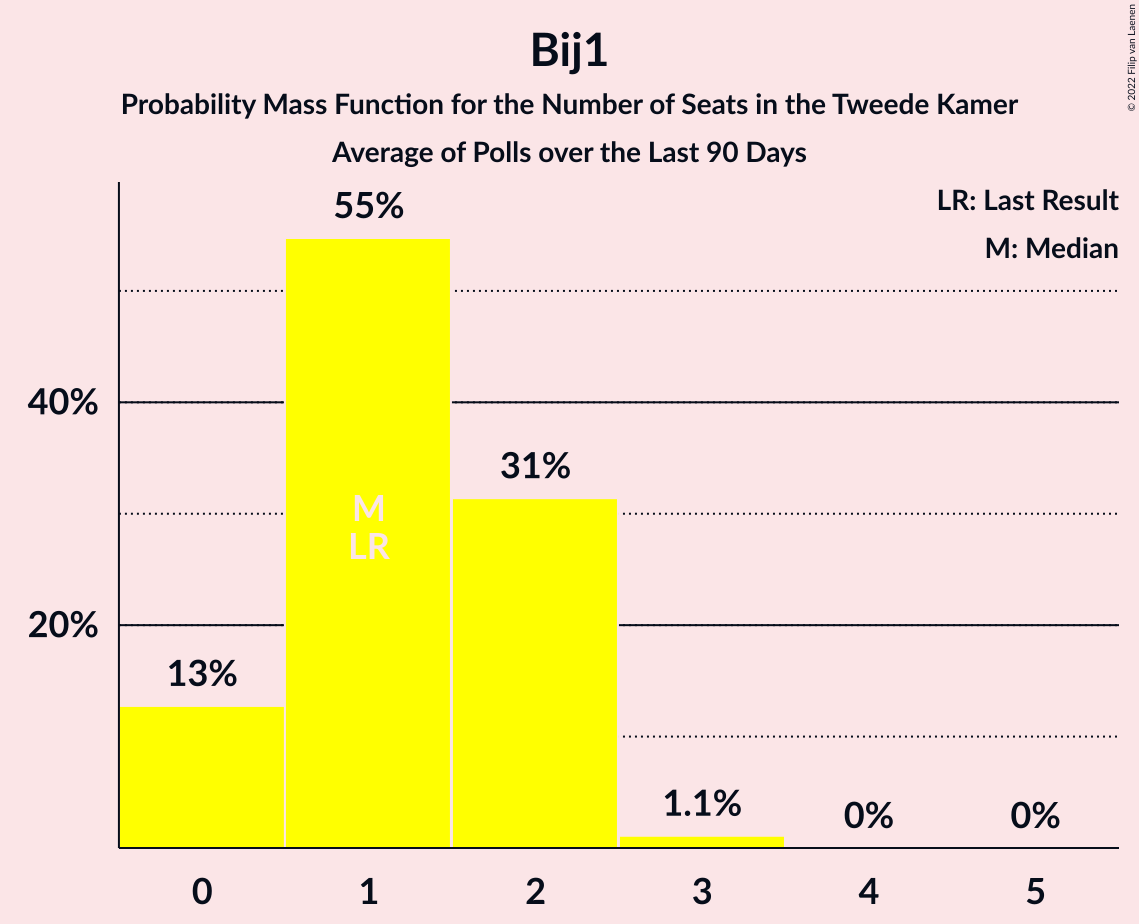 Bij1
Probability Mass Function for the Number of Seats in the Tweede Kamer
Average of Polls over the Last 90 Days
© 2022 Filip van Laenen
LR: Last Result
M: Median
55%
40%
31%
M
LR
20%
13%
1.1%
0%
0%
0 1 2 3 4 5